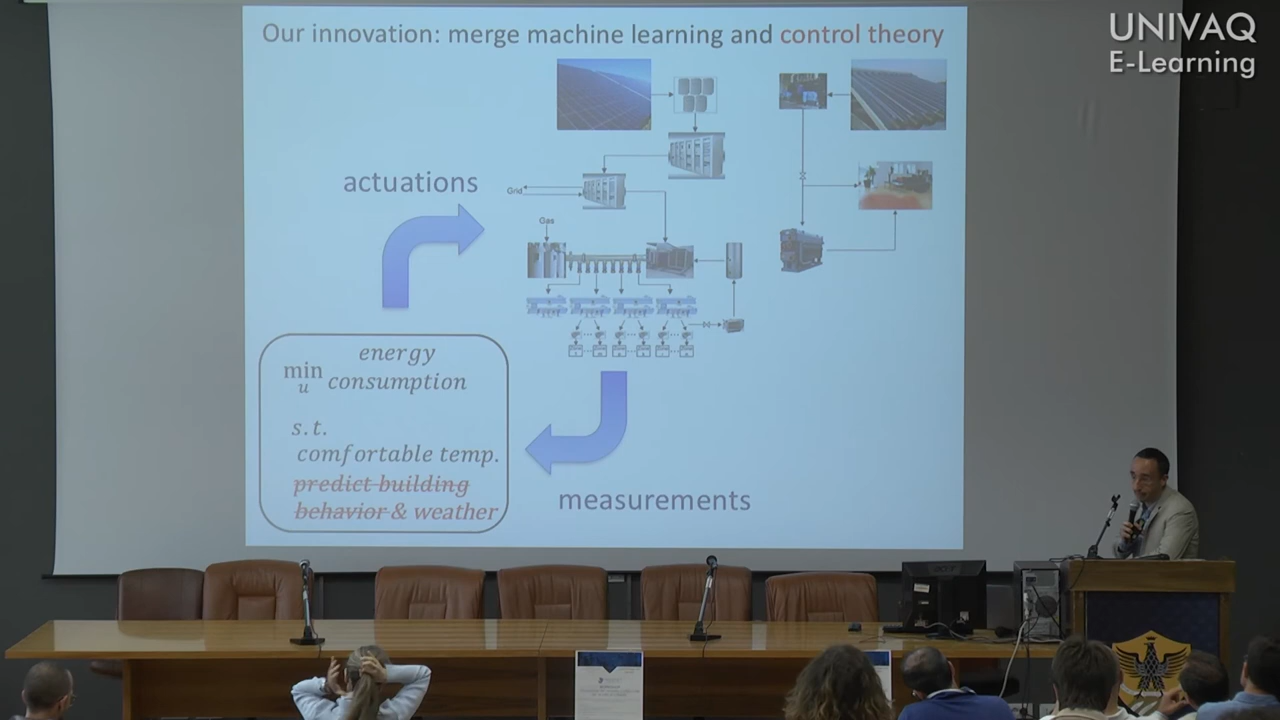 Our innovation: merge machine learning and control theory
UNIVAQ
E-Learning
actuations
Grid
Gas
energy
min consumption
u
s.t.
comfortable temp.
predict building
behavior & weather
measurements
acer